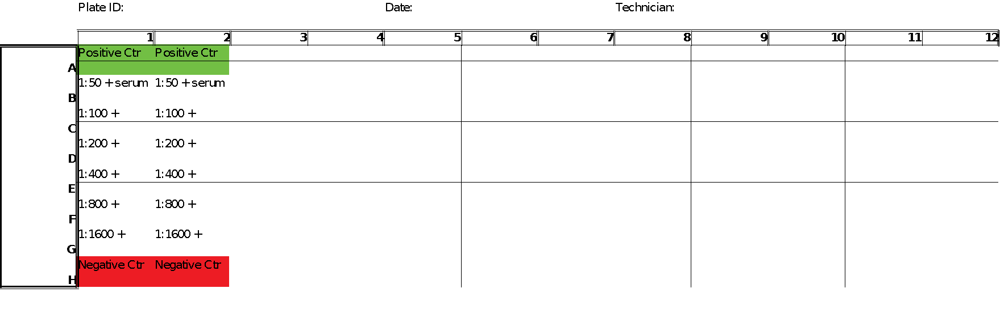 Plate ID: Date: Technician:
1 2 3 4 5 6 7 8 9 10 11 12
Positive Ctr Positive Ctr
A
1:50 + serum 1:50 + serum
B
1:100 + 1:100 +
C
1:200 + 1:200 +
D
1:400 + 1:400 +
E
1:800 + 1:800 +
F
1:1600 + 1:1600 +
G
Negative Ctr Negative Ctr
H